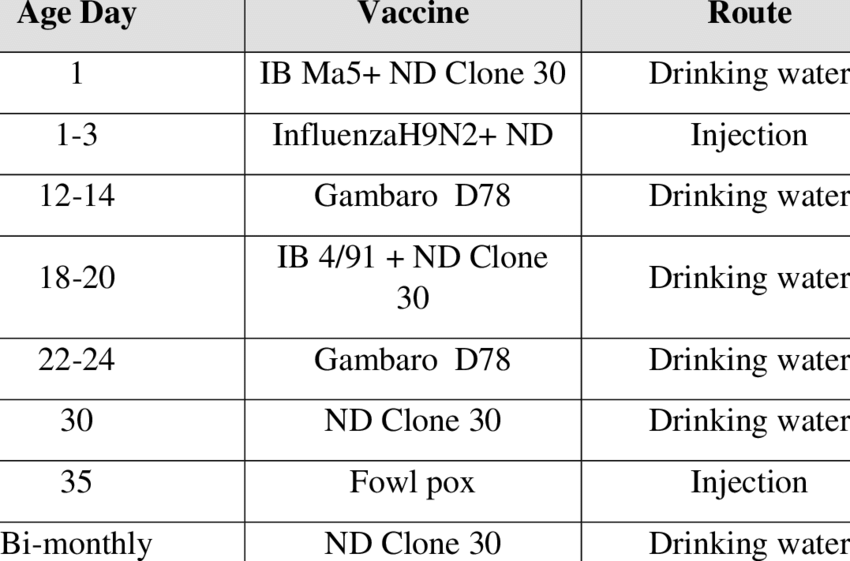 Age Day Vaccine Route
1 IB Ma5+ ND Clone 30 Drinking water
1-3 InfluenzaH9N2+ ND Injection
12-14 Gambaro D78 Drinking water
18-20 IB 4/91 + ND Clone 30 Drinking water
22-24 Gambaro D78 Drinking water
30 ND Clone 30 Drinking water
35 Fowl pox Injection
Bi-monthly ND Clone 30 Drinking water